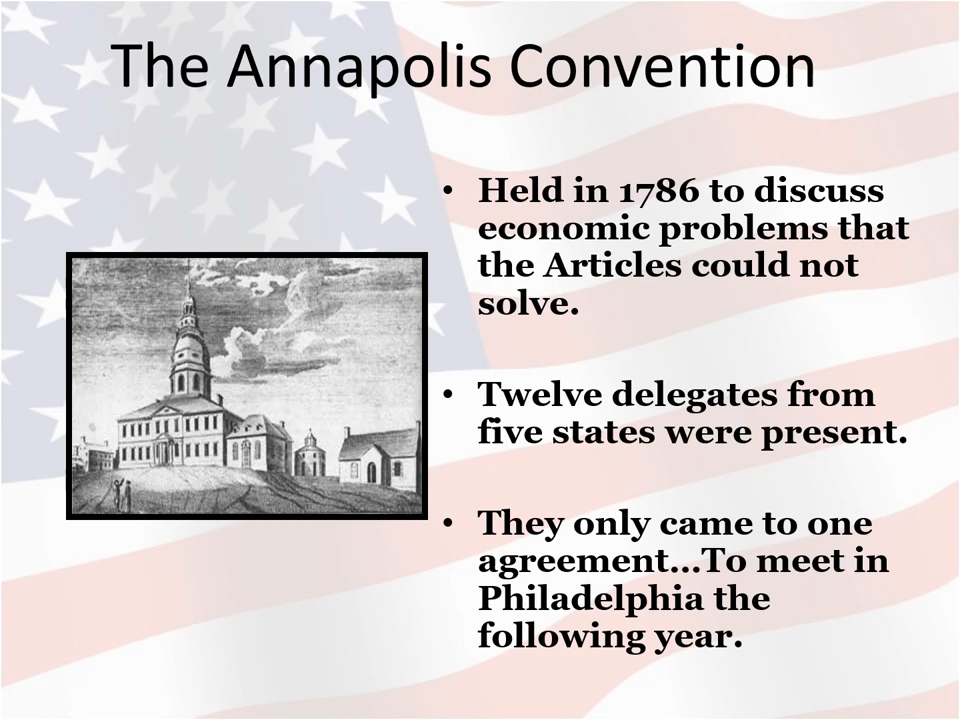 The Annapolis Convention
• Held in 1786 to discuss
economic problems that
the Articles could not
solve.
• Twelve delegates from
five states were present.
• They only came to one
agreement…To meet in
Philadelphia the
following year.